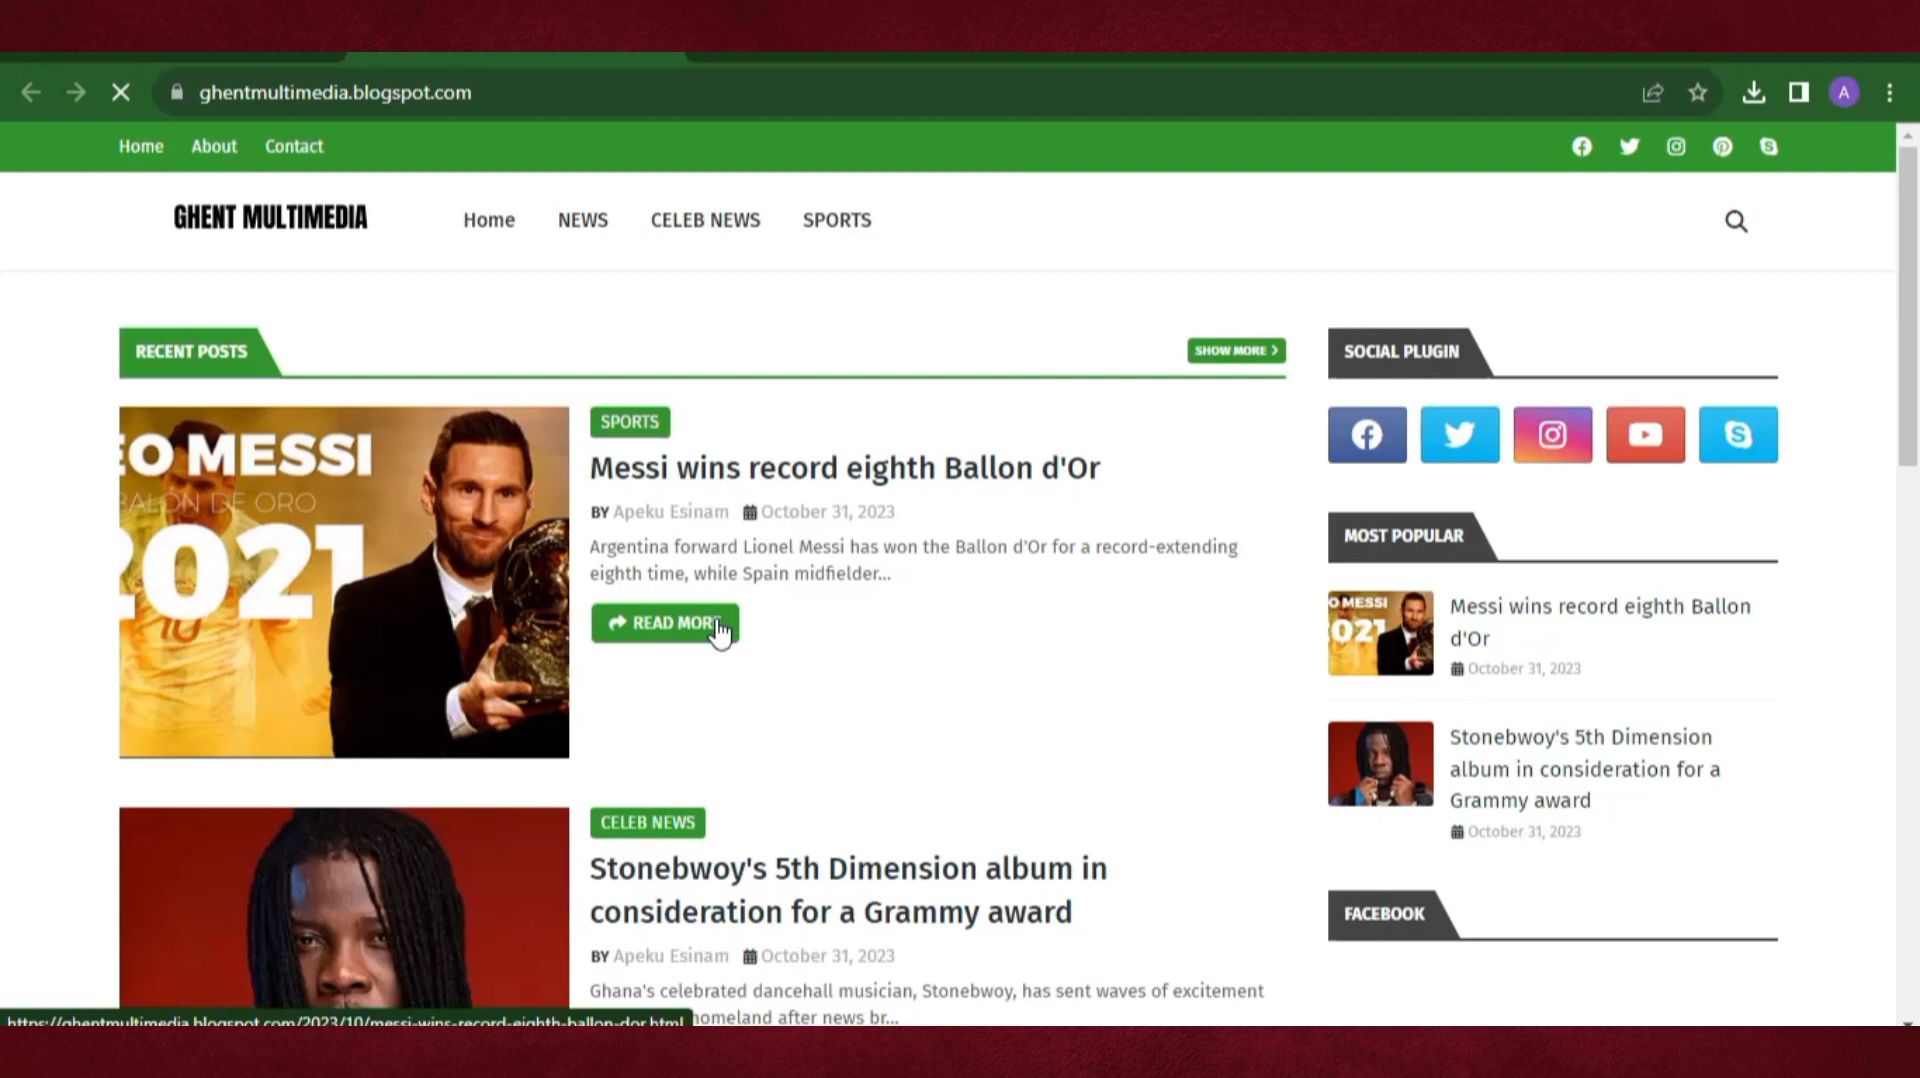 ghentmultimedia.blogspot.com
A
Home About Contact
GHENT MULTIMEDIA Home NEWS CELEB NEWS SPORTS
RECENT POSTS SHOW MORE
EO MESSI
BALON DE ORO
2021
10
SPORTS
Messi wins record eighth Ballon d'Or
BY Apeku Esinam October 31, 2023
Argentina forward Lionel Messi has won the Ballon d'Or for a record-extending
eighth time, while Spain midfielder...
READ MORE
CELEB NEWS
Stonebwoy's 5th Dimension album in
consideration for a Grammy award
BY Apeku Esinam October 31, 2023
Ghana's celebrated dancehall musician, Stonebwoy, has sent waves of excitement
homeland after news br...
https://ghentmultimedia.blogspot.com/2023/10/messi-wins-record-eighth-ballon-dor.html
SOCIAL PLUGIN
MOST POPULAR
O MESSI
021
Messi wins record eighth Ballon
d'Or
October 31, 2023
Stonebwoy's 5th Dimension
album in consideration for a
Grammy award
October 31, 2023
FACEBOOK